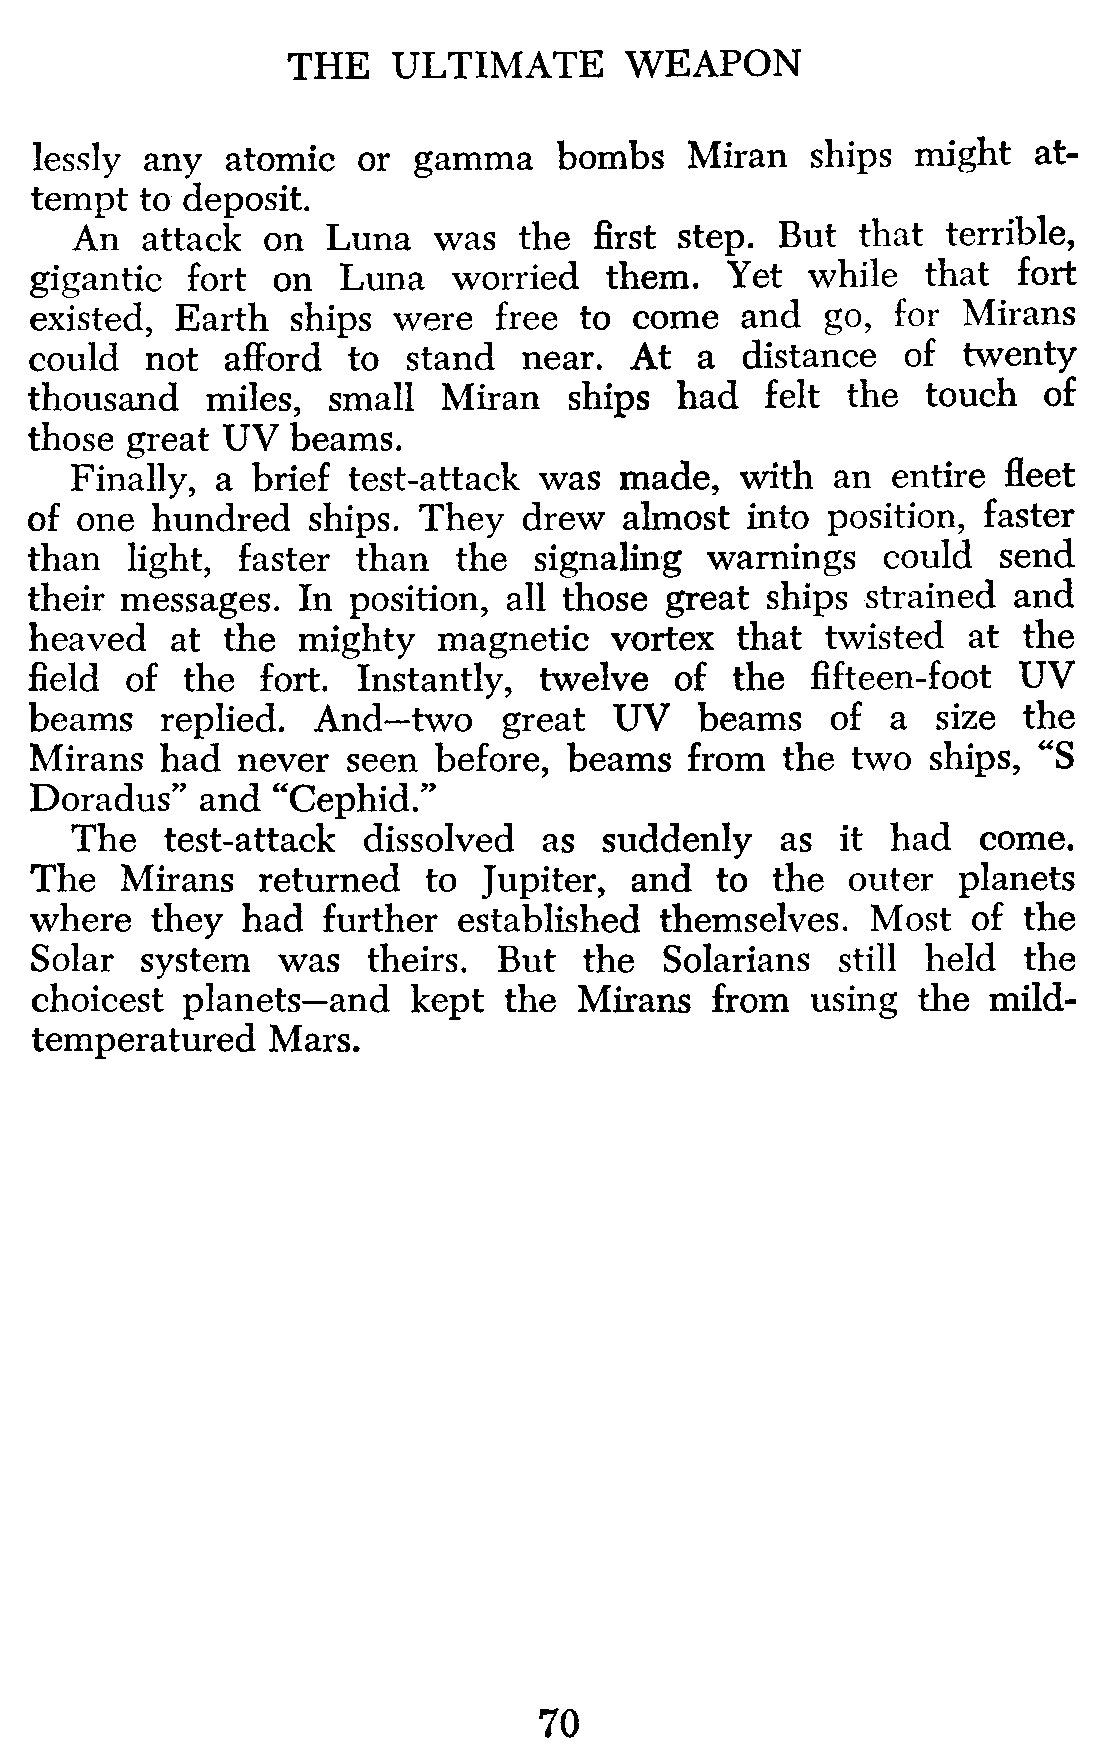 THE ULTIMATE WEAPON
lessly any atomic or gamma bombs Miran ships might at-
tempt to deposit.
An attack on Luna was the first step. But that terrible,
gigantic fort on Luna worried them. Yet while that fort
existed, Earth ships were free to come and go, for Mirans
could not afford to stand near. At a distance of twenty
thousand miles, small Miran ships had felt the touch of
those great UV beams.
Finally, a brief test-attack was made, with an entire fleet
of one hundred ships. They drew almost into position, faster
than light, faster than the signaling warnings could send
their messages. In position, all those great ships strained and
heaved at the mighty magnetic vortex that twisted at the
field of the fort. Instantly, twelve of the fifteen-foot UV
beams replied. And—two great UV beams of a size the
Mirans had never seen before, beams from the two ships, “S
Doradus” and “Cephid.”
The test-attack dissolved as suddenly as it had come.
The Mirans returned to Jupiter, and to the outer planets
where they had further established themselves. Most of the
Solar system was theirs. But the Solarians still held the
choicest planets—and kept the Mirans from using the mild-
temperatured Mars.
70